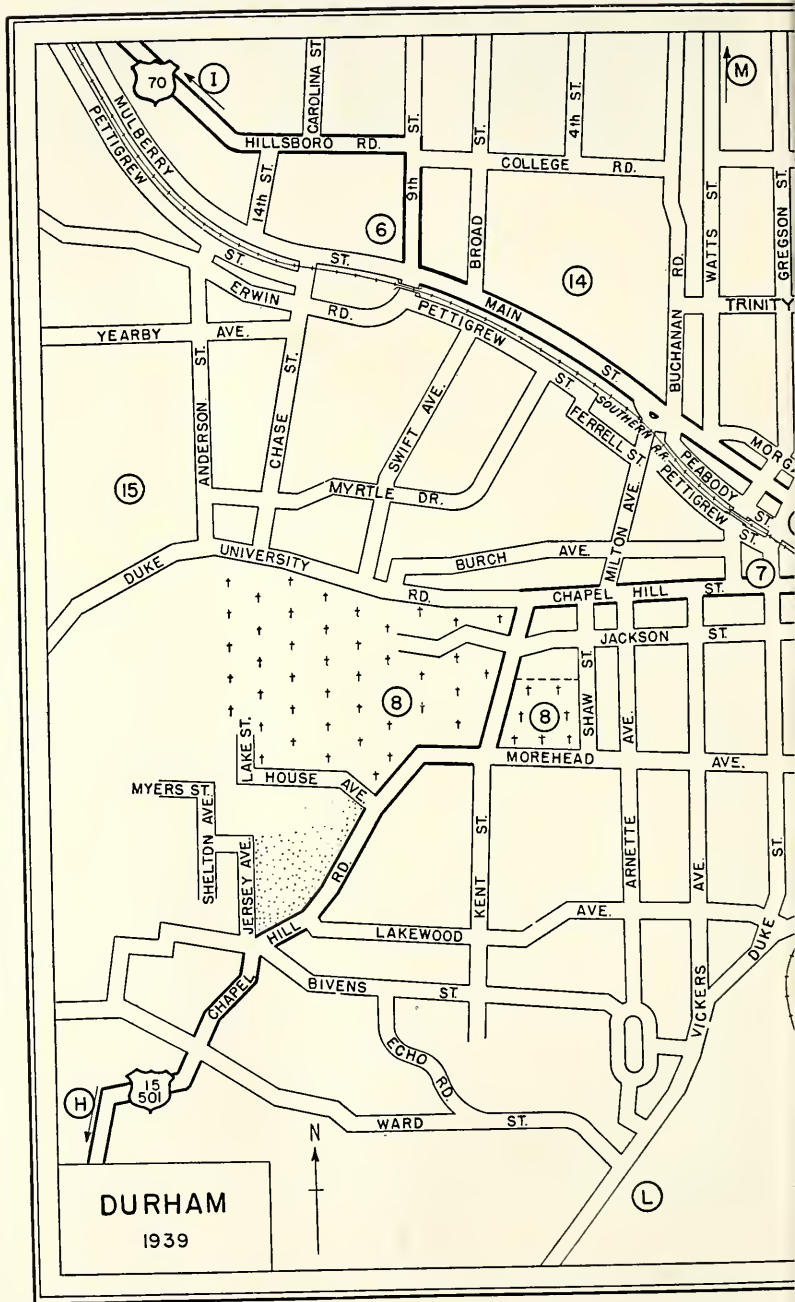 70
I
M
CAROLINA ST.
MULBERRY
PETTIGREW
ST.
ST.
4th ST.
HILLSBORO RD.
COLLEGE RD.
14th ST.
9th
BROAD
WATTS ST.
GREGSON ST.
6
14
ST.
ST.
ERWIN RD.
MAIN ST.
PETTIGREW ST.
BUCHANAN RD.
TRINITY
YEARBY AVE.
ANDERSON ST.
CHASE ST.
SWIFT AVE.
FERRELL ST.
SOUTHERN R.R.
MORGA
PEABODY ST.
PETTIGREW ST.
15
MYRTLE DR.
MILTON AVE.
DUKE UNIVERSITY RD.
BURCH AVE.
7
CHAPEL HILL ST.
JACKSON ST.
8
8
SHAW ST.
LAKE ST.
HOUSE AVE.
MOREHEAD AVE.
MYERS ST.
SHELTON AVE.
JERSEY AVE.
KENT ST.
ARNETTE AVE.
VICKERS AVE.
DUKE ST.
LAKEWOOD AVE.
CHAPEL HILL RD.
BIVENS ST.
ECHO RD.
H
15
501
WARD ST.
N
L
DURHAM
1939